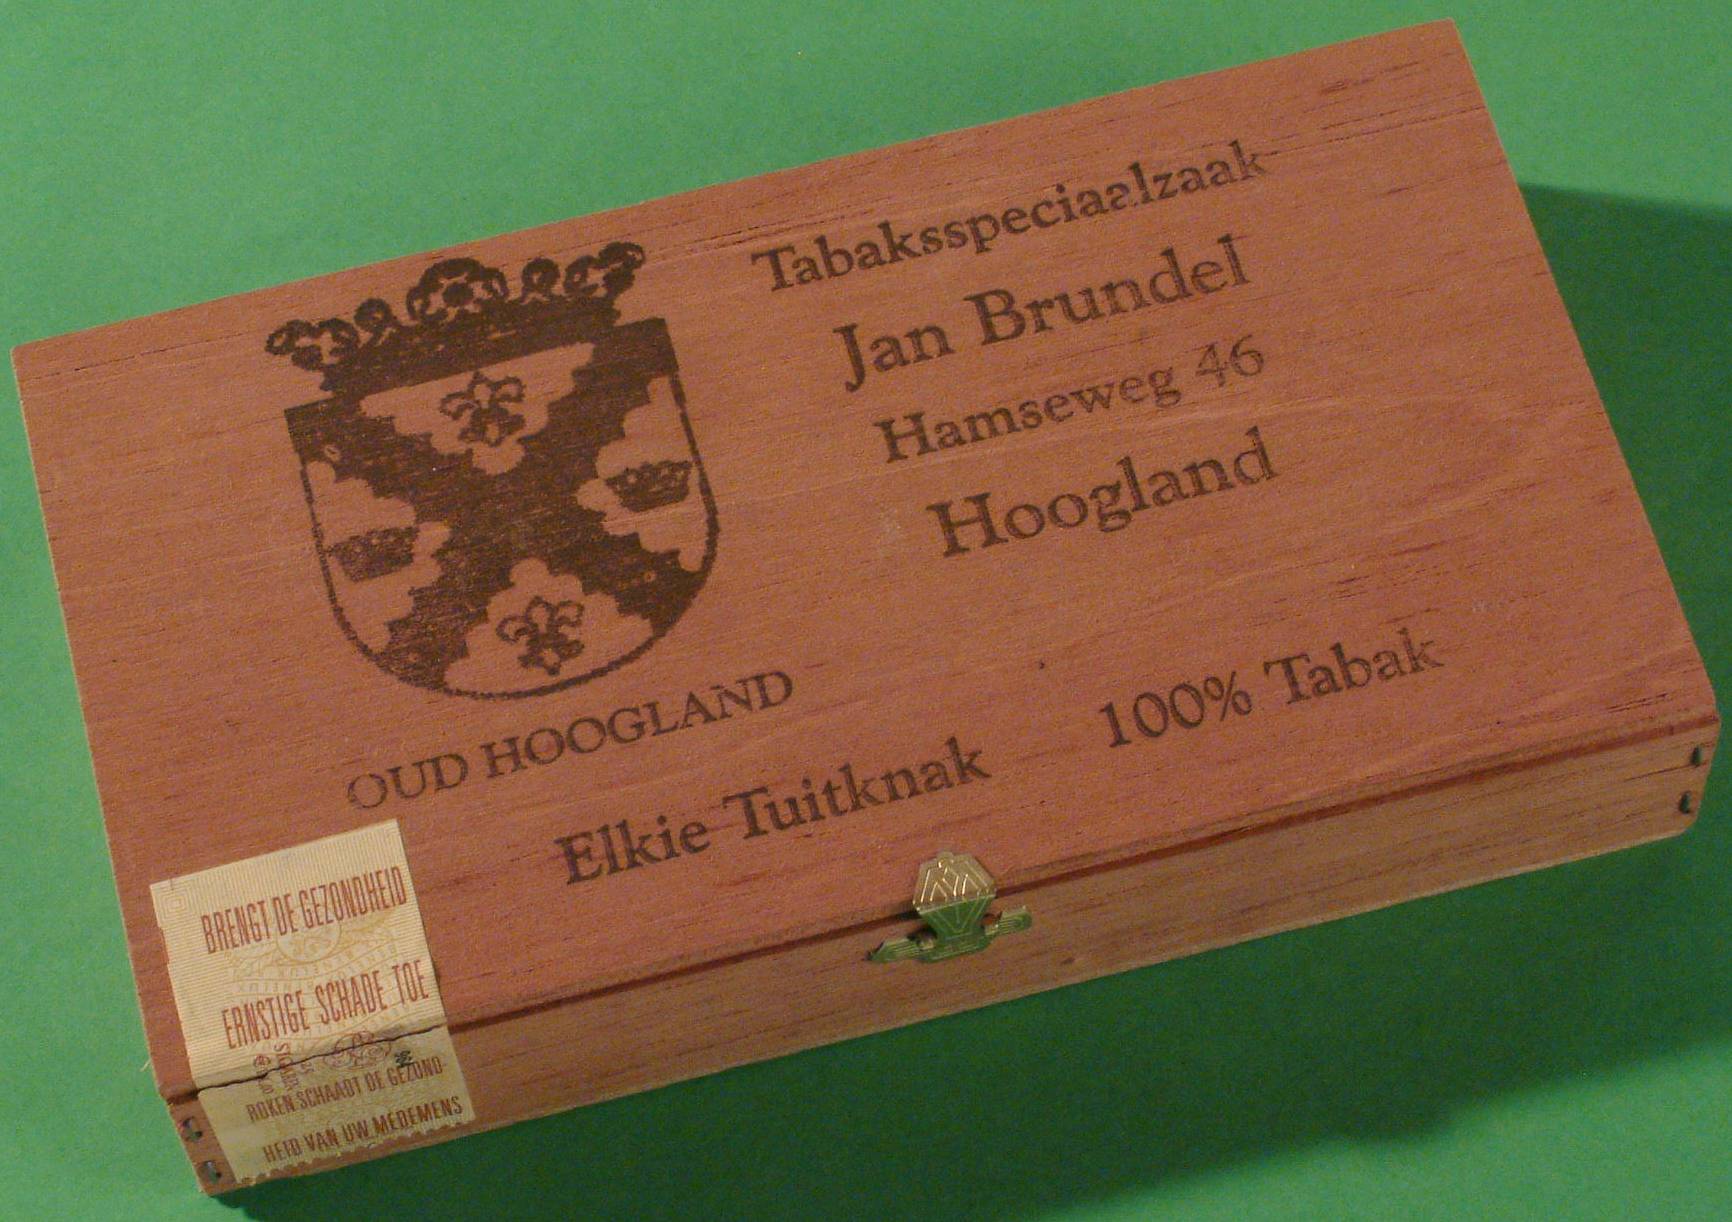 Tabaksspeciaalzaak
Jan Brundel
Hamseweg 46
Hoogland
OUD HOOGLAND
Elkie Tuitknak
100% Tabak
BRENGT DE GEZONDHEID
ERNSTIGE SCHADE TOE
ROKEN SCHAADT DE GEZOND-
HEID VAN UW MEDEMENS